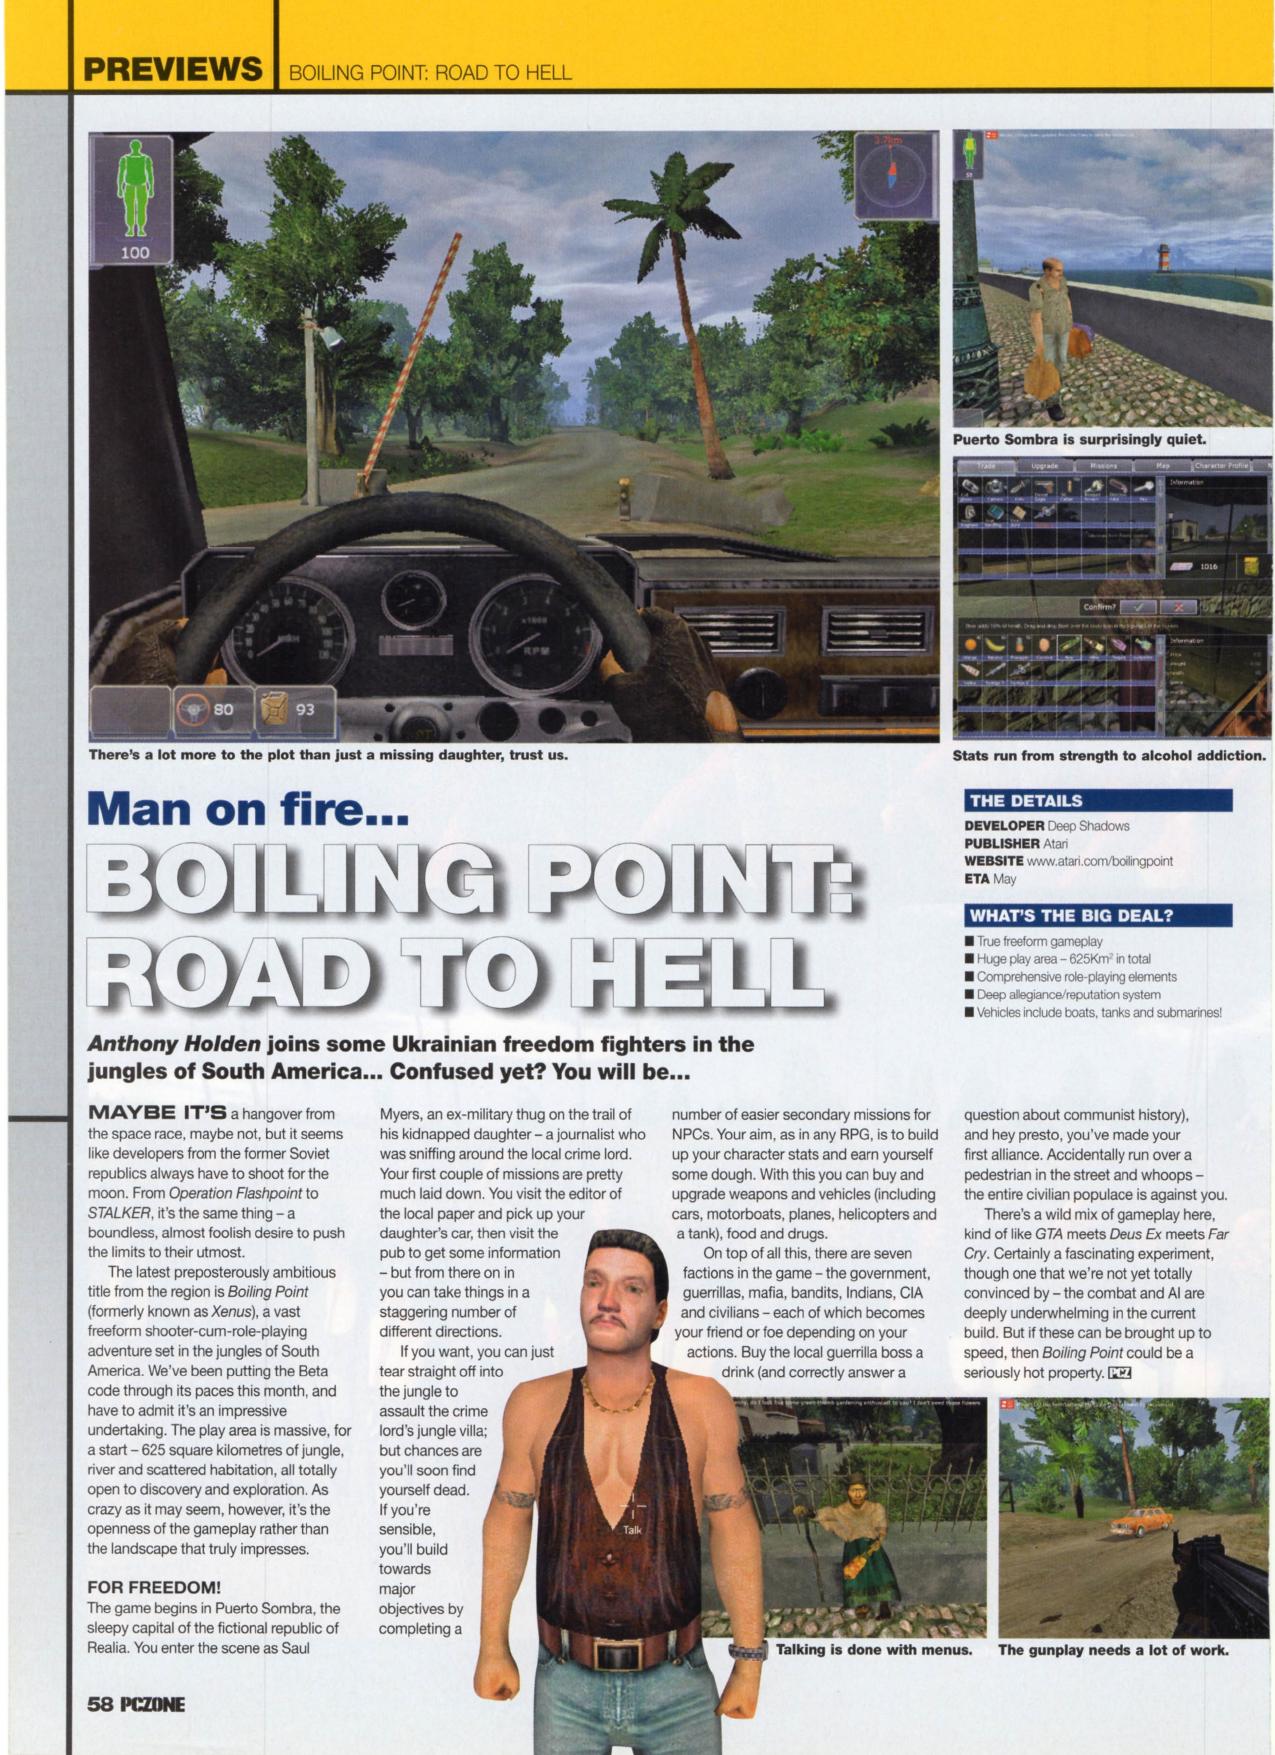 PREVIEWS
BOILING POINT: ROAD TO HELL
100
3.7km
80
93
MPH
x1000
RPM
There's a lot more to the plot than just a missing daughter, trust us.
Puerto Sombra is surprisingly quiet.
Trade
Upgrade
Missions
Map
Character Profile
Information
1016
Confirm?
Information
Stats run from strength to alcohol addiction.
Man on fire...
BOILING POINT:
ROAD TO HELL
Anthony Holden joins some Ukrainian freedom fighters in the
jungles of South America... Confused yet? You will be...
THE DETAILS
DEVELOPER Deep Shadows
PUBLISHER Atari
WEBSITE www.atari.com/boilingpoint
ETA May
WHAT'S THE BIG DEAL?
■ True freeform gameplay
■ Huge play area – 625Km² in total
■ Comprehensive role-playing elements
■ Deep allegiance/reputation system
■ Vehicles include boats, tanks and submarines!
MAYBE IT'S a hangover from
the space race, maybe not, but it seems
like developers from the former Soviet
republics always have to shoot for the
moon. From Operation Flashpoint to
STALKER, it's the same thing – a
boundless, almost foolish desire to push
the limits to their utmost.
The latest preposterously ambitious
title from the region is Boiling Point
(formerly known as Xenus), a vast
freeform shooter-cum-role-playing
adventure set in the jungles of South
America. We've been putting the Beta
code through its paces this month, and
have to admit it's an impressive
undertaking. The play area is massive, for
a start – 625 square kilometres of jungle,
river and scattered habitation, all totally
open to discovery and exploration. As
crazy as it may seem, however, it's the
openness of the gameplay rather than
the landscape that truly impresses.
FOR FREEDOM!
The game begins in Puerto Sombra, the
sleepy capital of the fictional republic of
Realia. You enter the scene as Saul
Myers, an ex-military thug on the trail of
his kidnapped daughter – a journalist who
was sniffing around the local crime lord.
Your first couple of missions are pretty
much laid down. You visit the editor of
the local paper and pick up your
daughter's car, then visit the
pub to get some information
– but from there on in
you can take things in a
staggering number of
different directions.
If you want, you can just
tear straight off into
the jungle to
assault the crime
lord's jungle villa;
but chances are
you'll soon find
yourself dead.
If you're
sensible,
you'll build
towards
major
objectives by
completing a
number of easier secondary missions for
NPCs. Your aim, as in any RPG, is to build
up your character stats and earn yourself
some dough. With this you can buy and
upgrade weapons and vehicles (including
cars, motorboats, planes, helicopters and
a tank), food and drugs.
On top of all this, there are seven
factions in the game – the government,
guerrillas, mafia, bandits, Indians, CIA
and civilians – each of which becomes
your friend or foe depending on your
actions. Buy the local guerrilla boss a
drink (and correctly answer a
question about communist history),
and hey presto, you've made your
first alliance. Accidentally run over a
pedestrian in the street and whoops –
the entire civilian populace is against you.
There's a wild mix of gameplay here,
kind of like GTA meets Deus Ex meets Far
Cry. Certainly a fascinating experiment,
though one that we're not yet totally
convinced by – the combat and AI are
deeply underwhelming in the current
build. But if these can be brought up to
speed, then Boiling Point could be a
seriously hot property. PCZ
Talk
Talking is done with menus.
The gunplay needs a lot of work.
58 PCZONE